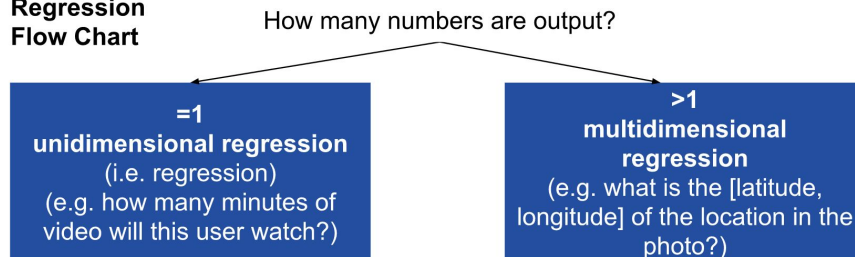 Regression
Flow Chart
How many numbers are output?
=1
unidimensional regression
(i.e. regression)
(e.g. how many minutes of
video will this user watch?)
>1
multidimensional
regression
(e.g. what is the [latitude,
longitude] of the location in the
photo?)